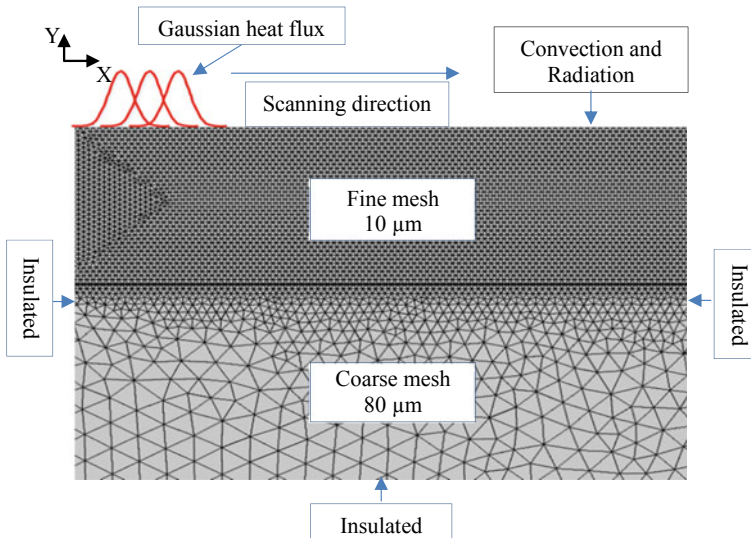 Y
X
Gaussian heat flux
Scanning direction
Convection and
Radiation
Fine mesh
10 µm
Insulated
Insulated
Coarse mesh
80 µm
Insulated